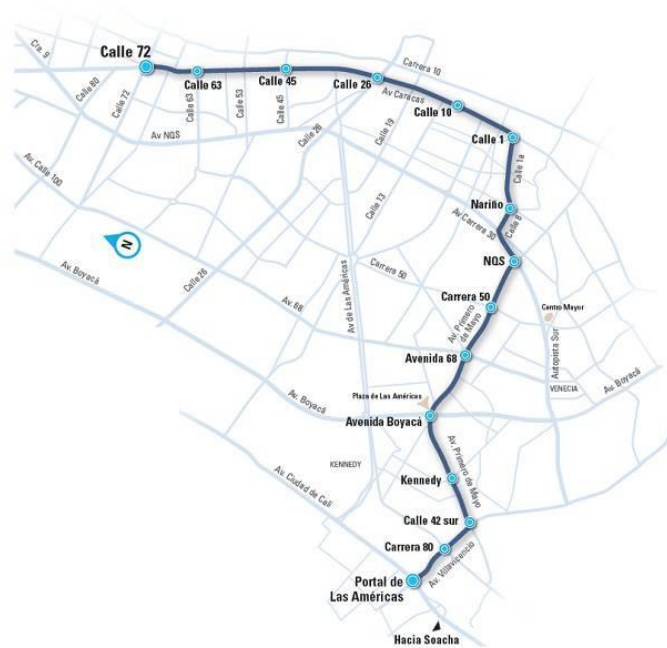 Cra. 9
Calle 72
Calle 80
Calle 72
Calle 63
Calle 63
Calle 53
Calle 45
Calle 45
Calle 26
Carrera 10
Av Caracas
Calle 10
Calle 1
Calle 19
Calle 26
Av NQS
Av. Calle 100
Calle 1a
Calle 13
Nariño
Calle 8
Av Carrera 30
N
NQS
Av. Boyacá
Calle 26
Carrera 50
Carrera 50
Av. 68
Av de Las Américas
Av. Primero
de Mayo
Centro Mayor
Autopista Sur
Avenida 68
Av. Boyacá
VENECIA
Av. Boyacá
Plaza de Las Américas
Avenida Boyacá
KENNEDY
Av. Primero de Mayo
Av. Ciudad de Cali
Kennedy
Calle 42 sur
Carrera 80
Av. Villavicencio
Portal de
Las Américas
Hacia Soacha